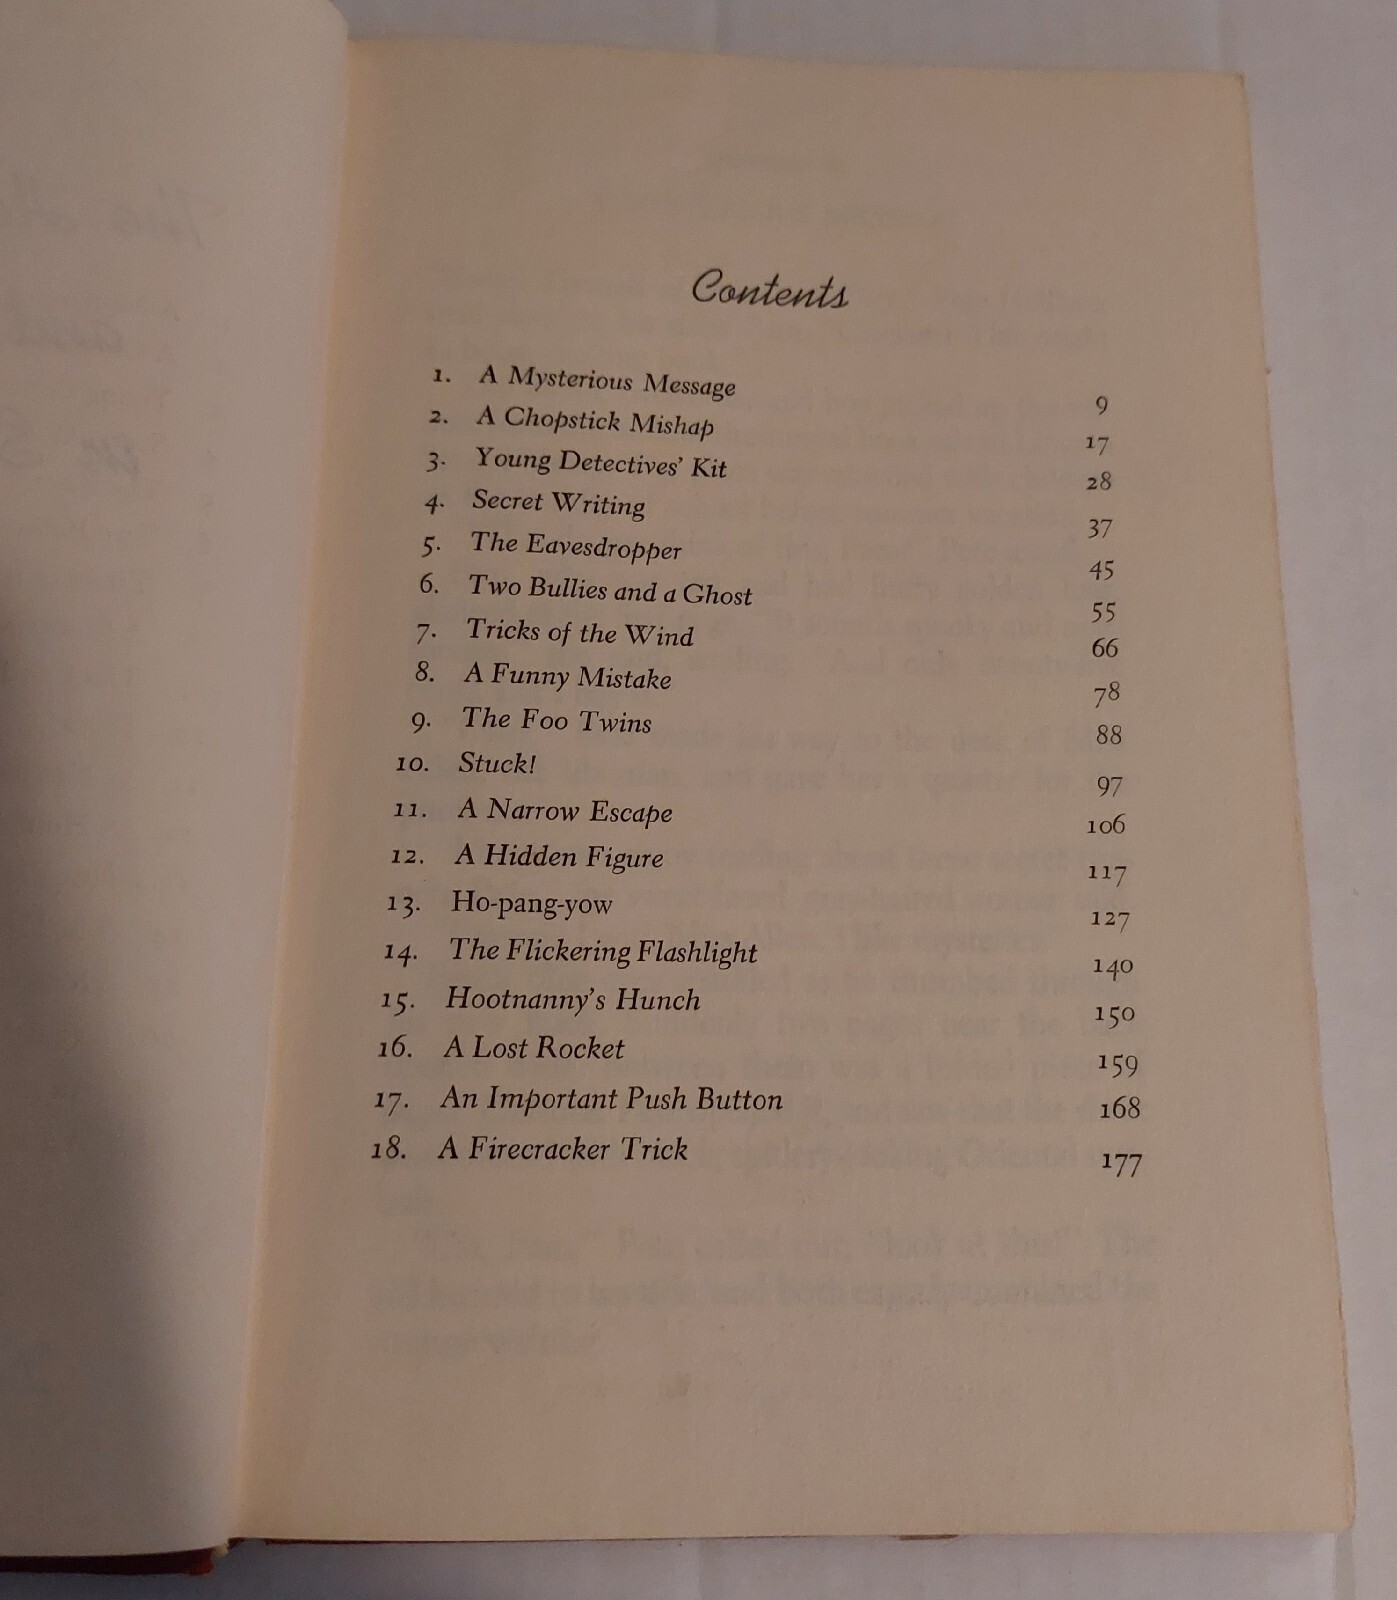 Contents
1. A Mysterious Message 9
2. A Chopstick Mishap 17
3. Young Detectives' Kit 28
4. Secret Writing 37
5. The Eavesdropper 45
6. Two Bullies and a Ghost 55
7. Tricks of the Wind 66
8. A Funny Mistake 78
9. The Foo Twins 88
10. Stuck! 97
11. A Narrow Escape 106
12. A Hidden Figure 117
13. Ho-pang-yow 127
14. The Flickering Flashlight 140
15. Hootnanny's Hunch 150
16. A Lost Rocket 159
17. An Important Push Button 168
18. A Firecracker Trick 177